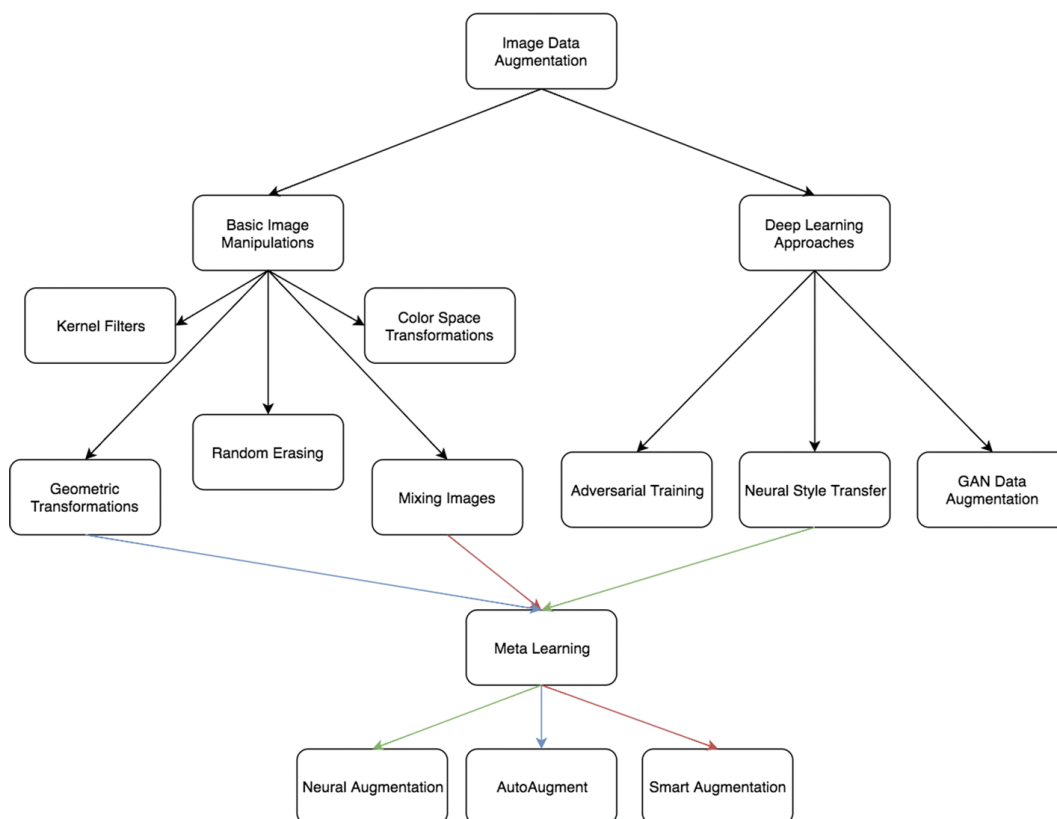 Image Data
Augmentation
Basic Image
Manipulations
Deep Learning
Approaches
Kernel Filters
Color Space
Transformations
Geometric
Transformations
Random Erasing
Mixing Images
Adversarial Training
Neural Style Transfer
GAN Data
Augmentation
Meta Learning
Neural Augmentation
AutoAugment
Smart Augmentation